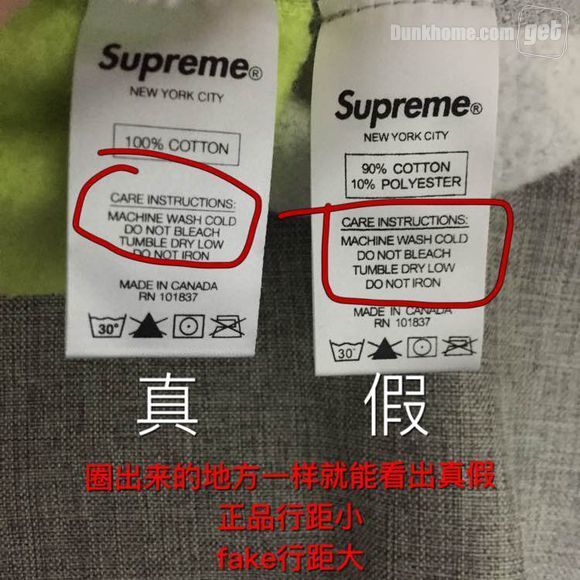 Dunkhome.com get
Supreme®
NEW YORK CITY
100% COTTON
CARE INSTRUCTIONS:
MACHINE WASH COLD
DO NOT BLEACH
TUMBLE DRY LOW
DO NOT IRON
MADE IN CANADA
RN 101837
30°
Supreme®
NEW YORK CITY
90% COTTON
10% POLYESTER
CARE INSTRUCTIONS:
MACHINE WASH COLD
DO NOT BLEACH
TUMBLE DRY LOW
DO NOT IRON
MADE IN CANADA
RN 101837
30°
真 假
圈出来的地方一样就能看出真假
正品行距小
fake行距大